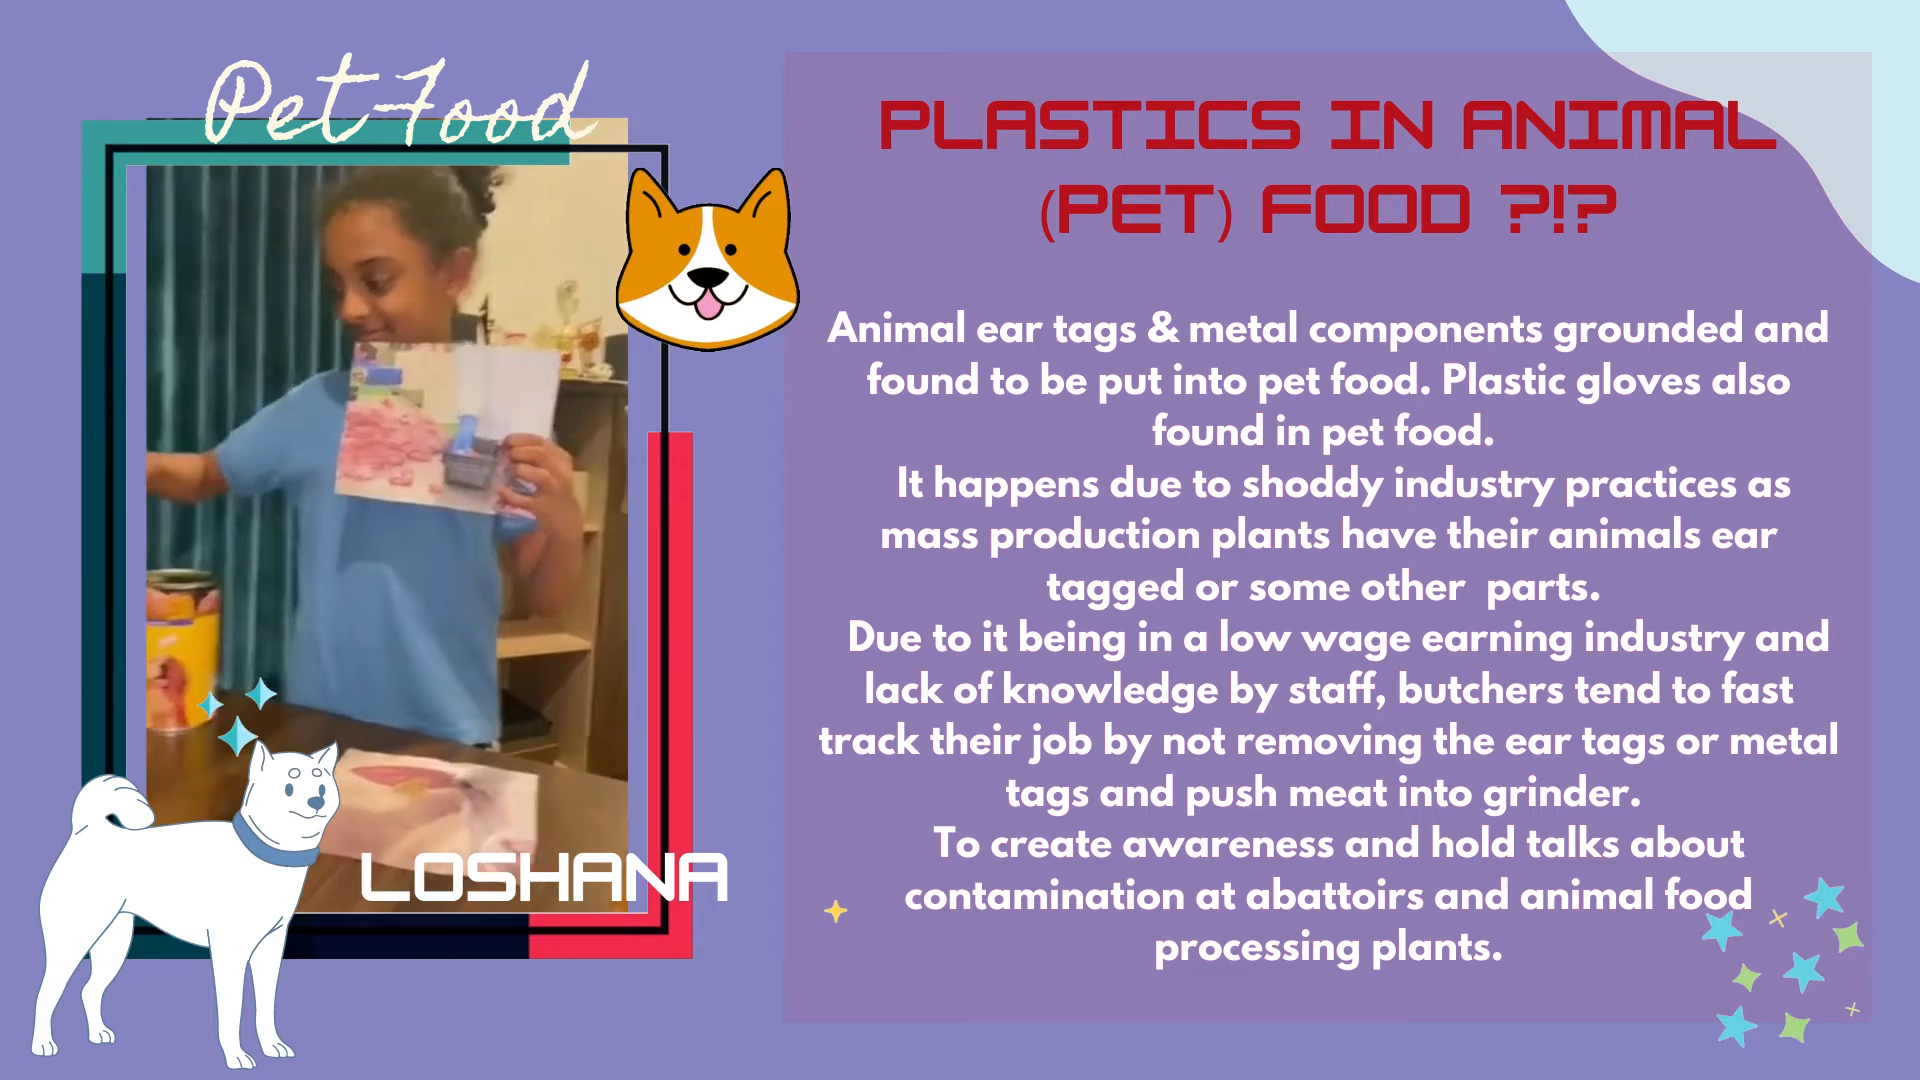 Pet Food
LOSHANA
PLASTICS IN ANIMAL
(PET) FOOD ?!?
Animal ear tags & metal components grounded and
found to be put into pet food. Plastic gloves also
found in pet food.
It happens due to shoddy industry practices as
mass production plants have their animals ear
tagged or some other  parts.
Due to it being in a low wage earning industry and
lack of knowledge by staff, butchers tend to fast
track their job by not removing the ear tags or metal
tags and push meat into grinder.
To create awareness and hold talks about
contamination at abattoirs and animal food
processing plants.